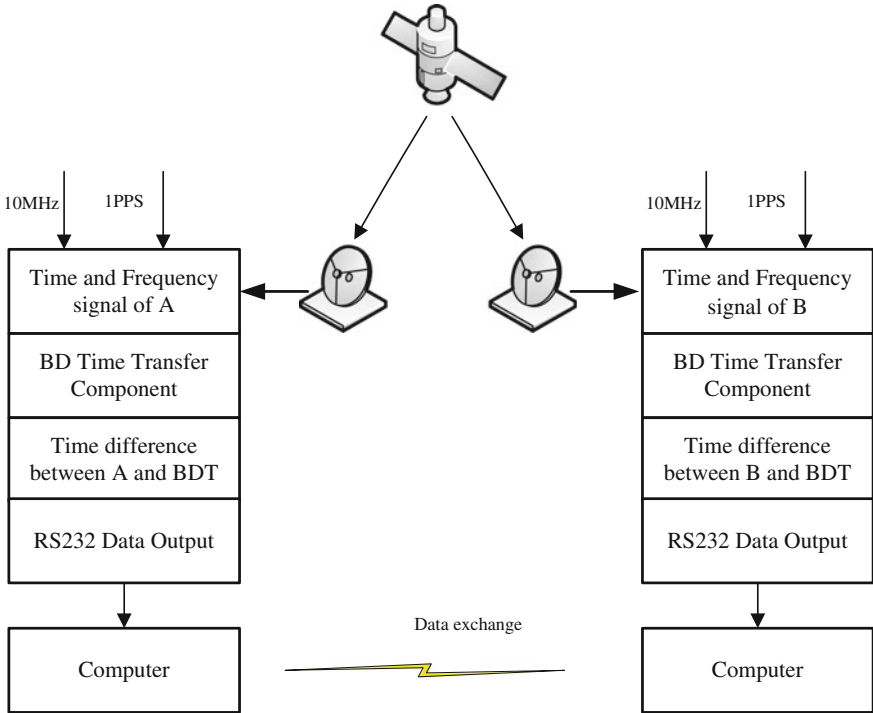 10MHz
1PPS
Time and Frequency
signal of A
BD Time Transfer
Component
Time difference
between A and BDT
RS232 Data Output
Computer
Data exchange
10MHz
1PPS
Time and Frequency
signal of B
BD Time Transfer
Component
Time difference
between B and BDT
RS232 Data Output
Computer